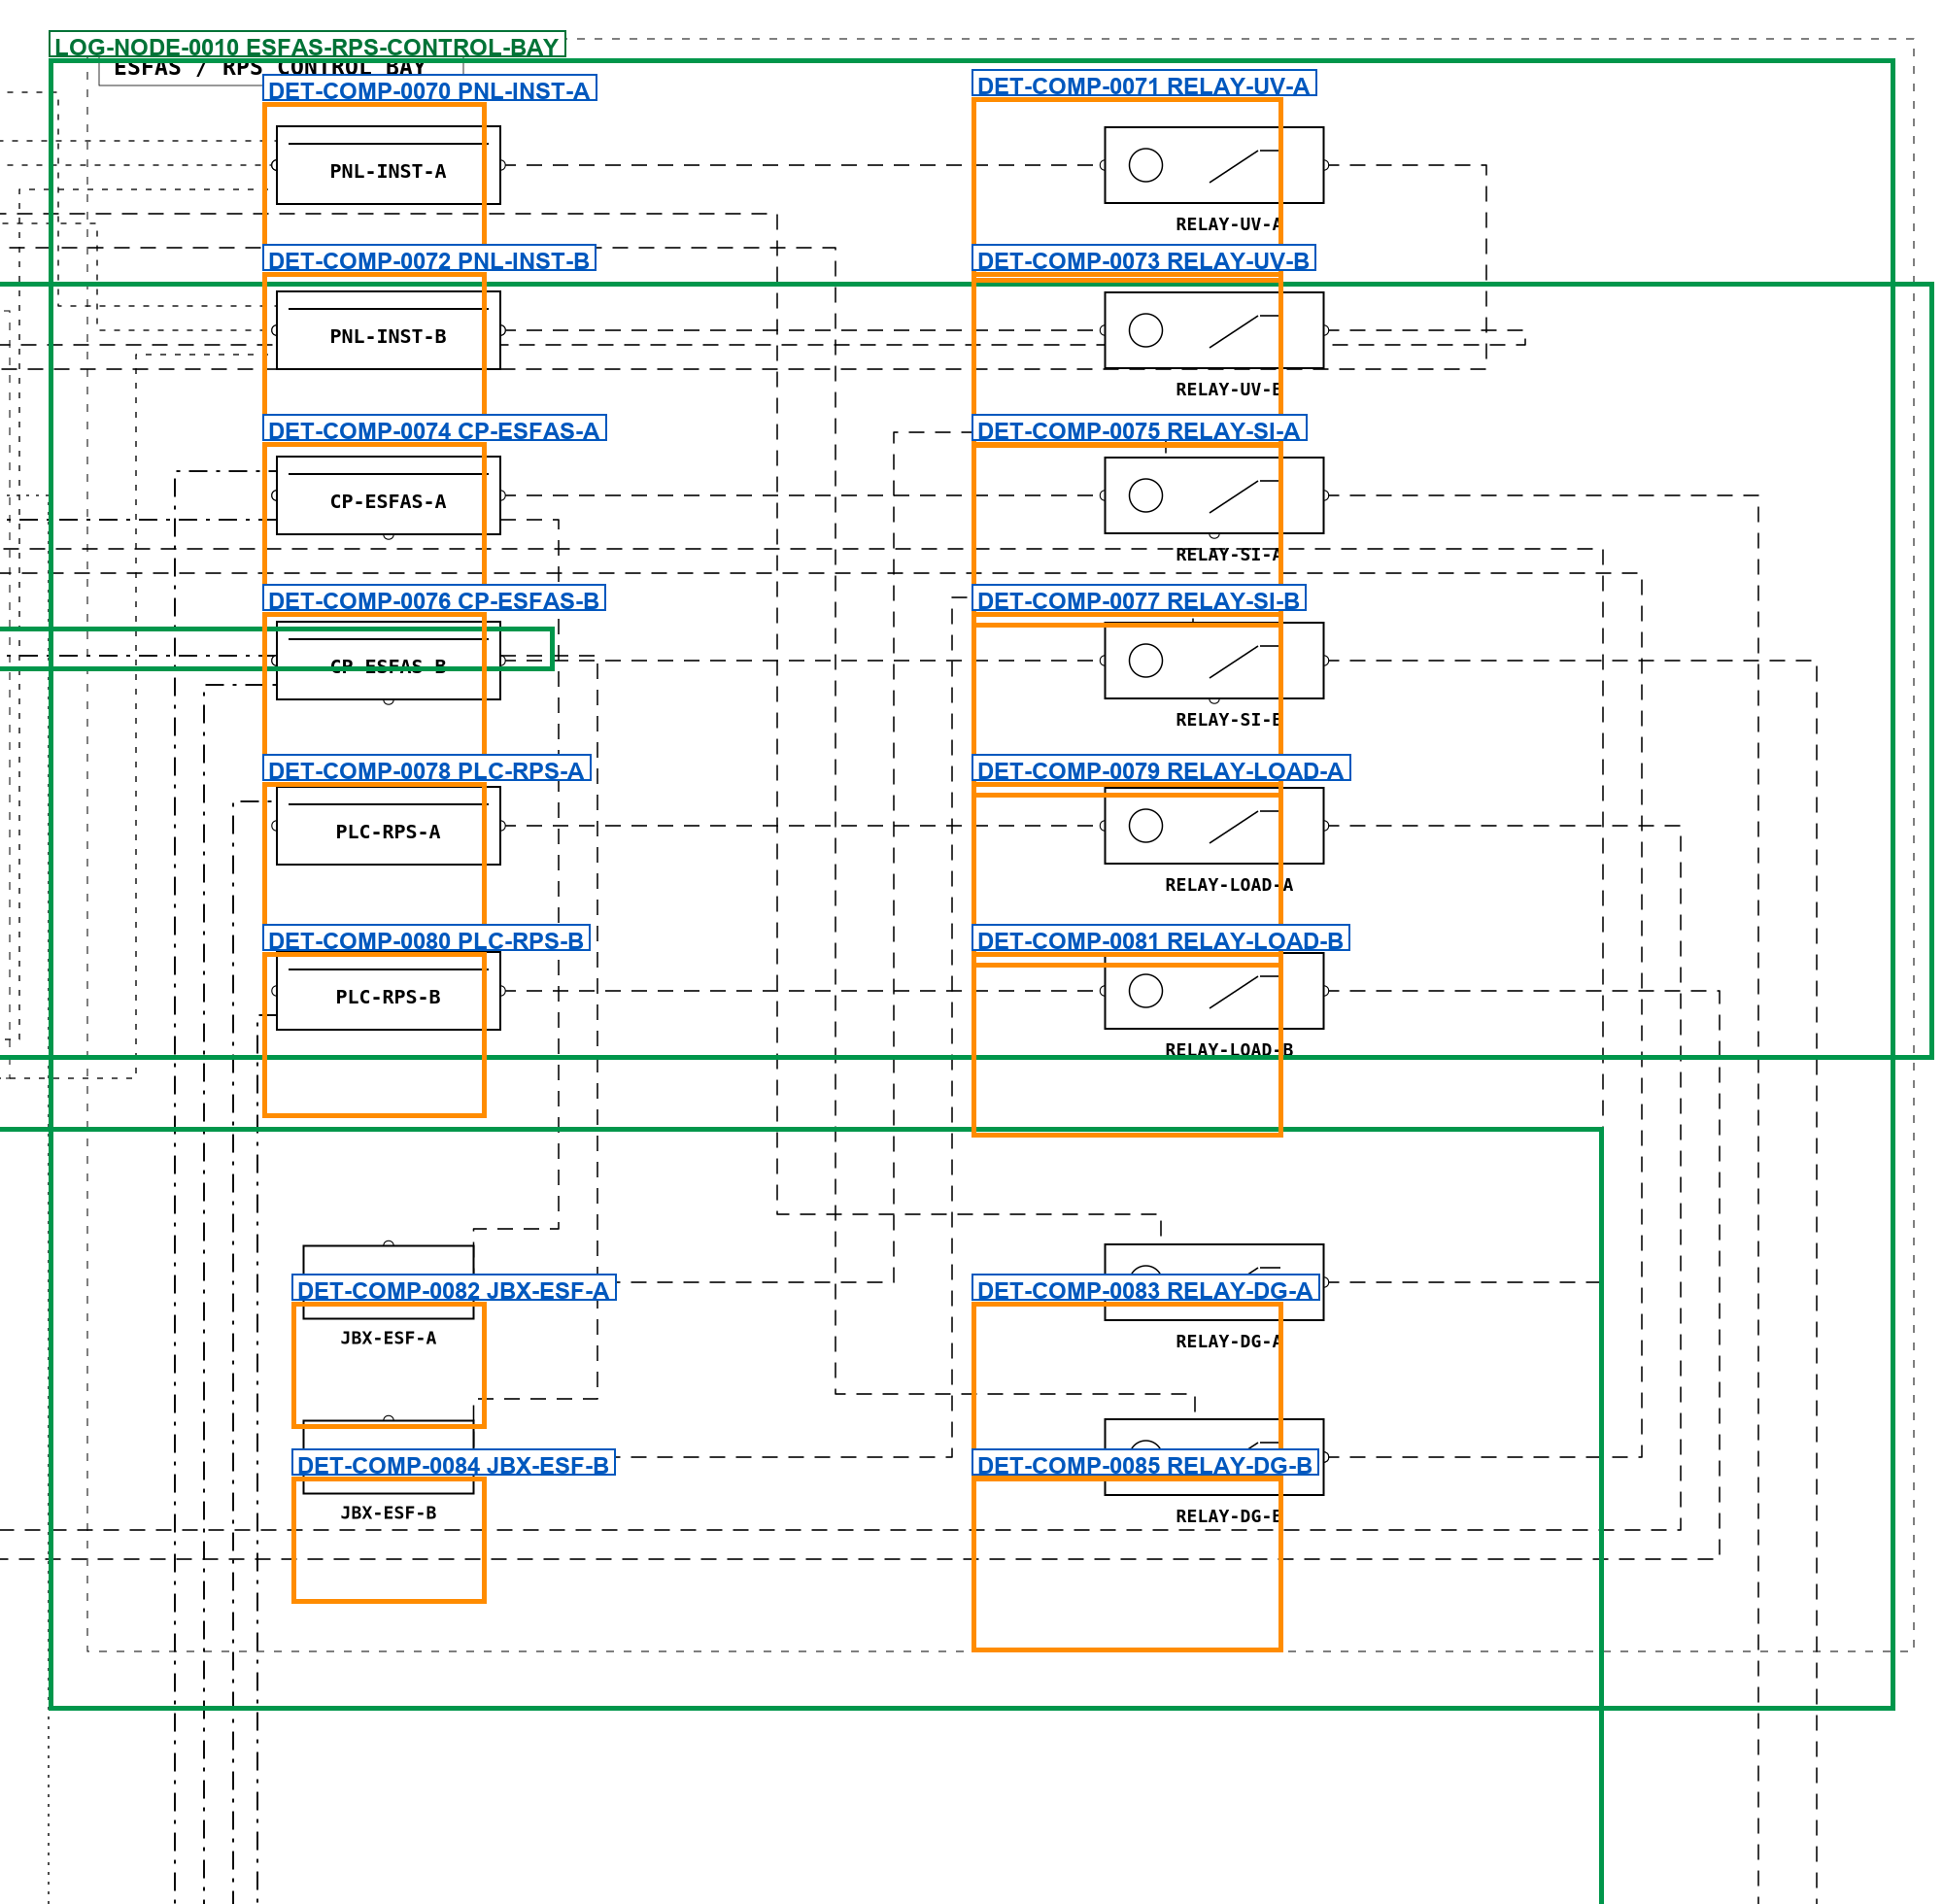 LOG-NODE-0010 ESFAS-RPS-CONTROL-BAY
ESFAS / RPS CONTROL BAY
DET-COMP-0070 PNL-INST-A
DET-COMP-0071 RELAY-UV-A
PNL-INST-A
RELAY-UV-A
DET-COMP-0072 PNL-INST-B
DET-COMP-0073 RELAY-UV-B
PNL-INST-B
RELAY-UV-B
DET-COMP-0074 CP-ESFAS-A
DET-COMP-0075 RELAY-SI-A
CP-ESFAS-A
RELAY-SI-A
DET-COMP-0076 CP-ESFAS-B
DET-COMP-0077 RELAY-SI-B
CP-ESFAS-B
RELAY-SI-B
DET-COMP-0078 PLC-RPS-A
DET-COMP-0079 RELAY-LOAD-A
PLC-RPS-A
RELAY-LOAD-A
DET-COMP-0080 PLC-RPS-B
DET-COMP-0081 RELAY-LOAD-B
PLC-RPS-B
RELAY-LOAD-B
DET-COMP-0082 JBX-ESF-A
DET-COMP-0083 RELAY-DG-A
JBX-ESF-A
RELAY-DG-A
DET-COMP-0084 JBX-ESF-B
DET-COMP-0085 RELAY-DG-B
JBX-ESF-B
RELAY-DG-B